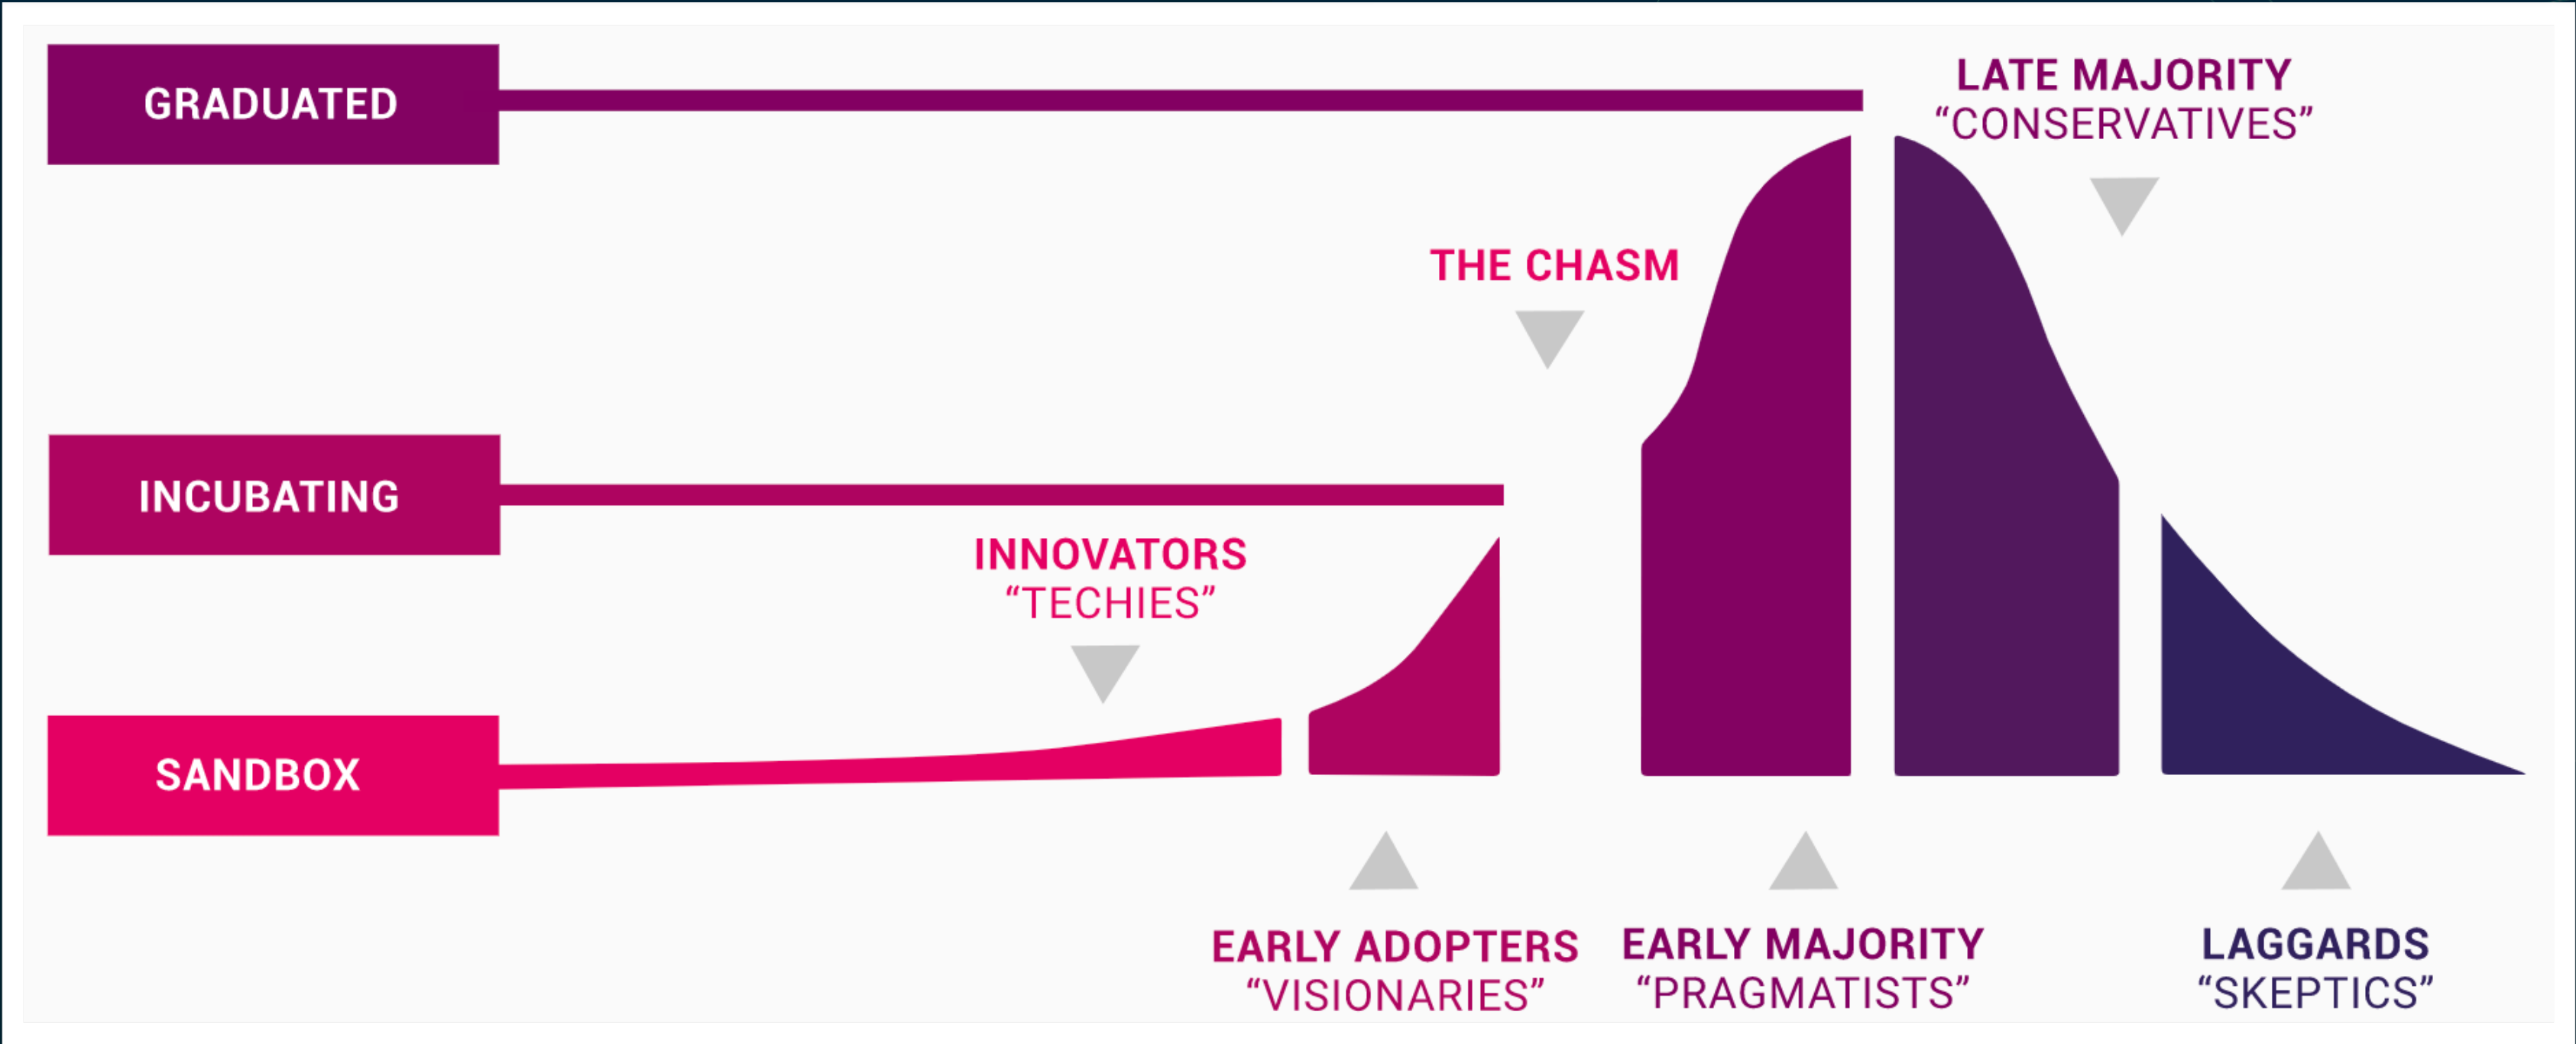 GRADUATED
LATE MAJORITY
“CONSERVATIVES”
THE CHASM
INCUBATING
INNOVATORS
“TECHIES”
SANDBOX
EARLY ADOPTERS
“VISIONARIES”
EARLY MAJORITY
“PRAGMATISTS”
LAGGARDS
“SKEPTICS”